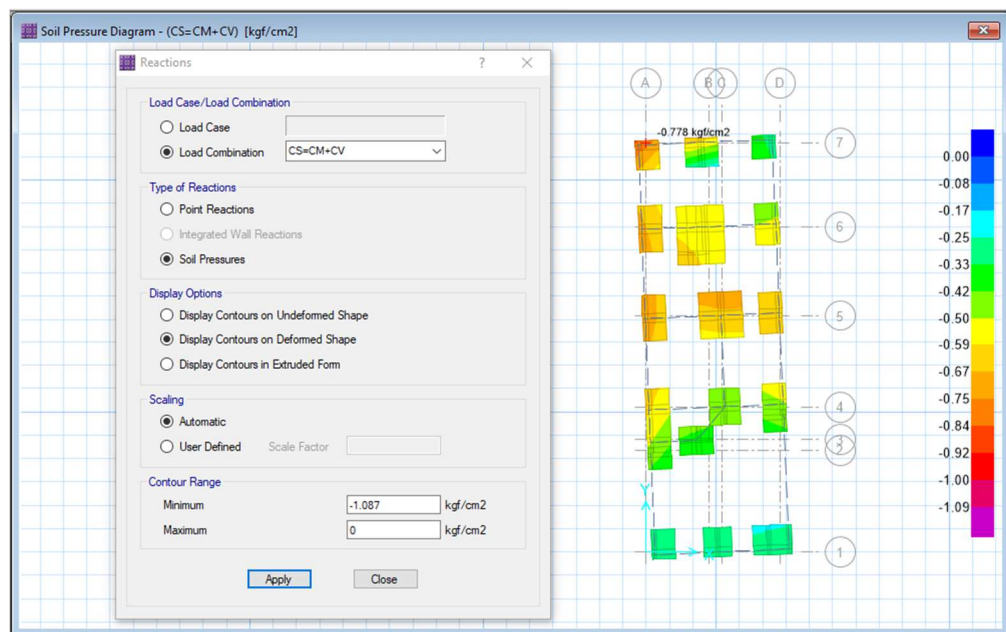 Soil Pressure Diagram - (CS=CM+CV) [kgf/cm2]
Reactions
?
Load Case/Load Combination
Load Case
Load Combination
CS=CM+CV
Type of Reactions
Point Reactions
Integrated Wall Reactions
Soil Pressures
Display Options
Display Contours on Undeformed Shape
Display Contours on Deformed Shape
Display Contours in Extruded Form
Scaling
Automatic
User Defined
Scale Factor
Contour Range
Minimum
-1.087
kgf/cm2
Maximum
0
kgf/cm2
Apply
Close
A
B
C
D
-0.778 kgf/cm2
7
6
5
4
3
2
1
Y
0.00
-0.08
-0.17
-0.25
-0.33
-0.42
-0.50
-0.59
-0.67
-0.75
-0.84
-0.92
-1.00
-1.09